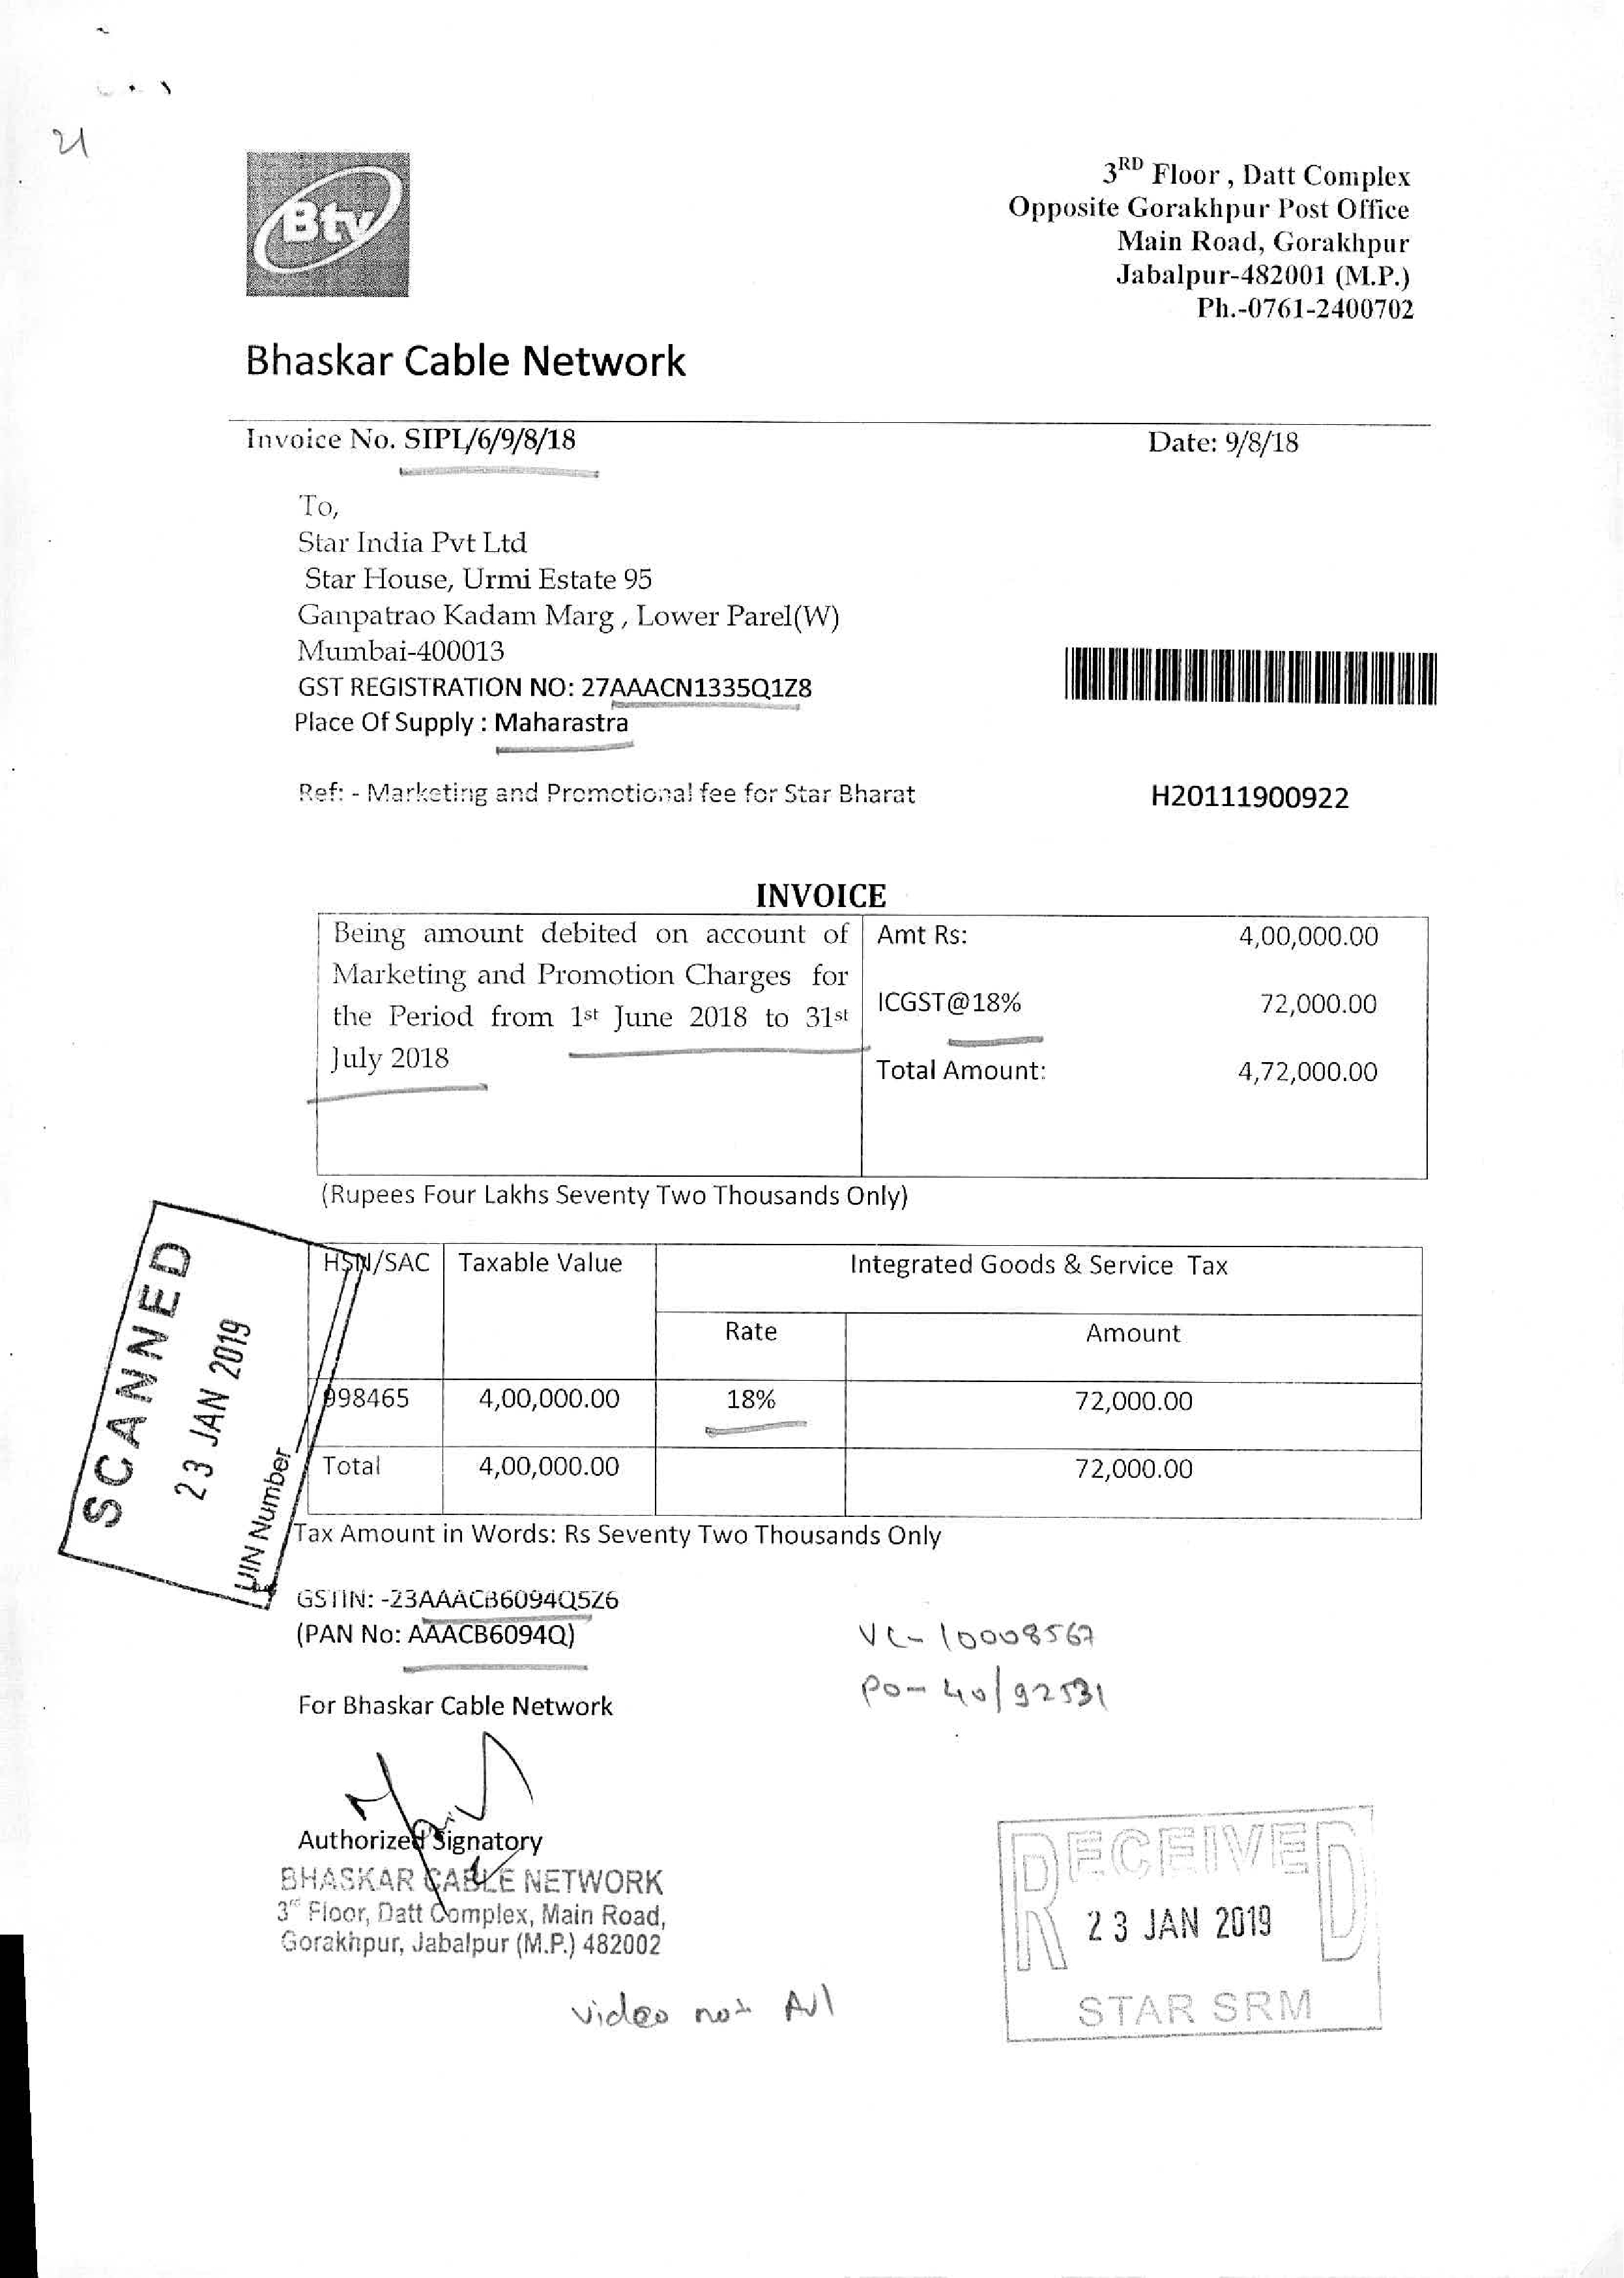 21
Btv
3RD Floor , Datt Complex
Opposite Gorakhpur Post Office
Main Road, Gorakhpur
Jabalpur-482001 (M.P.)
Ph.-0761-2400702
Bhaskar Cable Network
Invoice No. SIPL/6/9/8/18 Date: 9/8/18
To,
Star India Pvt Ltd
Star House, Urmi Estate 95
Ganpatrao Kadam Marg , Lower Parel(W)
Mumbai-400013
GST REGISTRATION NO: 27AAACN1335Q1Z8
Place Of Supply : Maharastra
Ref: - Marketing and Promotional fee for Star Bharat H20111900922
INVOICE
Being amount debited on account of Amt Rs: 4,00,000.00
Marketing and Promotion Charges for
the Period from 1st June 2018 to 31st ICGST@18% 72,000.00
July 2018
Total Amount: 4,72,000.00
(Rupees Four Lakhs Seventy Two Thousands Only)
HSN/SAC Taxable Value Integrated Goods & Service Tax
Rate Amount
998465 4,00,000.00 18% 72,000.00
Total 4,00,000.00 72,000.00
Tax Amount in Words: Rs Seventy Two Thousands Only
SCANNED
23 JAN 2019
UIN Number
GSTIN: -23AAACB6094Q5Z6
(PAN No: AAACB6094Q)
VC- 10008567
PO- 40/92531
For Bhaskar Cable Network
Authorized Signatory
BHASKAR CABLE NETWORK
3rd Floor, Datt Complex, Main Road,
Gorakhpur, Jabalpur (M.P.) 482002
RECEIVED
23 JAN 2019
STAR SRM
video not Avl